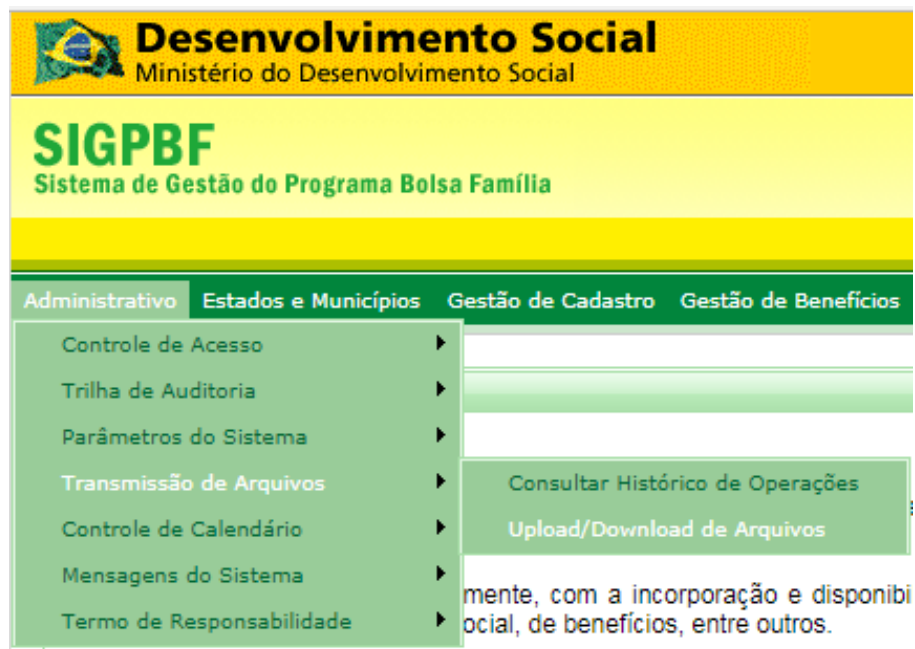 Desenvolvimento Social
Ministério do Desenvolvimento Social
SIGPBF
Sistema de Gestão do Programa Bolsa Família
Administrativo Estados e Municípios Gestão de Cadastro Gestão de Benefícios
Controle de Acesso
Trilha de Auditoria
Parâmetros do Sistema
Transmissão de Arquivos
Consultar Histórico de Operações
Upload/Download de Arquivos
Controle de Calendário
Mensagens do Sistema
Termo de Responsabilidade
com a incorporação e
de benefícios, entre outros.